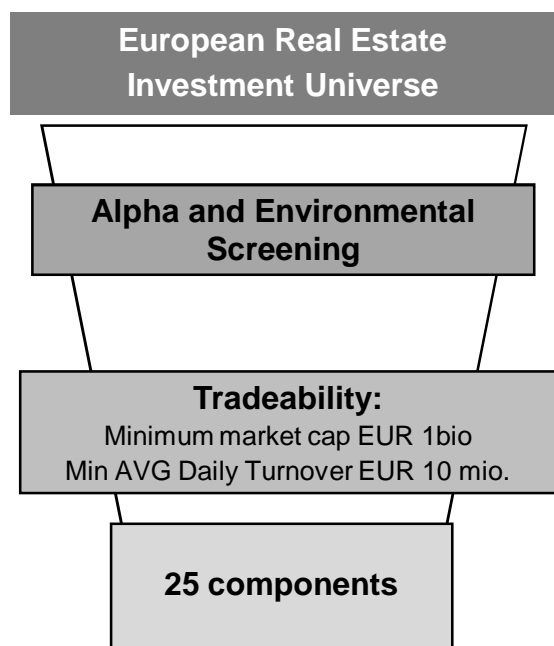 European Real Estate
Investment Universe
Alpha and Environmental
Screening
Tradeability:
Minimum market cap EUR 1bio
Min AVG Daily Turnover EUR 10 mio.
25 components